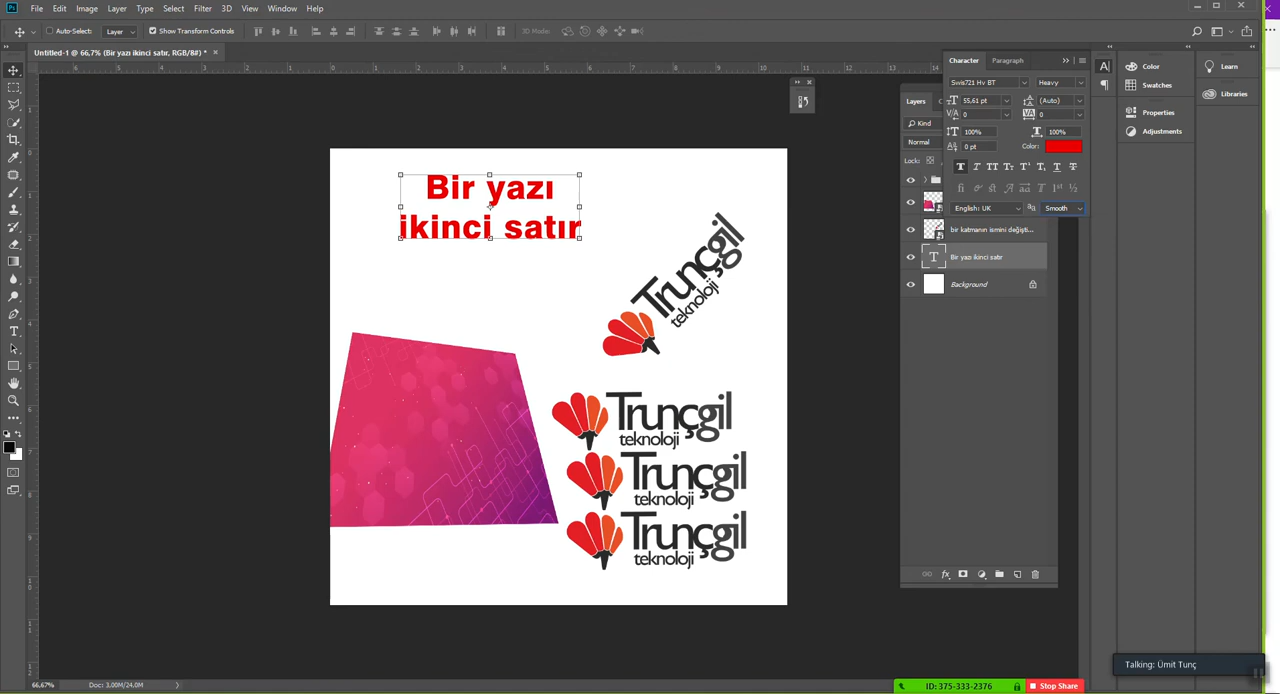 Ps File Edit Image Layer Type Select Filter 3D View Window Help
Auto-Select: Layer Show Transform Controls 3D Mode:
Untitled-1 @ 66,7% (Bir yazı ikinci satır, RGB/8#) *
Character Paragraph
Swis721 Hv BT Heavy
55,61 pt (Auto)
0 0
100% 100%
0 pt Color:
English: UK Smooth
Color
Swatches
Properties
Adjustments
Learn
Libraries
Layers
Kind
Normal
Lock:
bir katmanın ismini değişti...
Bir yazı ikinci satır
Background
Bir yazı
ikinci satır
Trunçgil
teknoloji
Trunçgil
teknoloji
Trunçgil
teknoloji
Trunçgil
teknoloji
Talking: Ümit Tunç
66,67% Doc: 3,00M/24,0M
ID: 375-333-2376 Stop Share